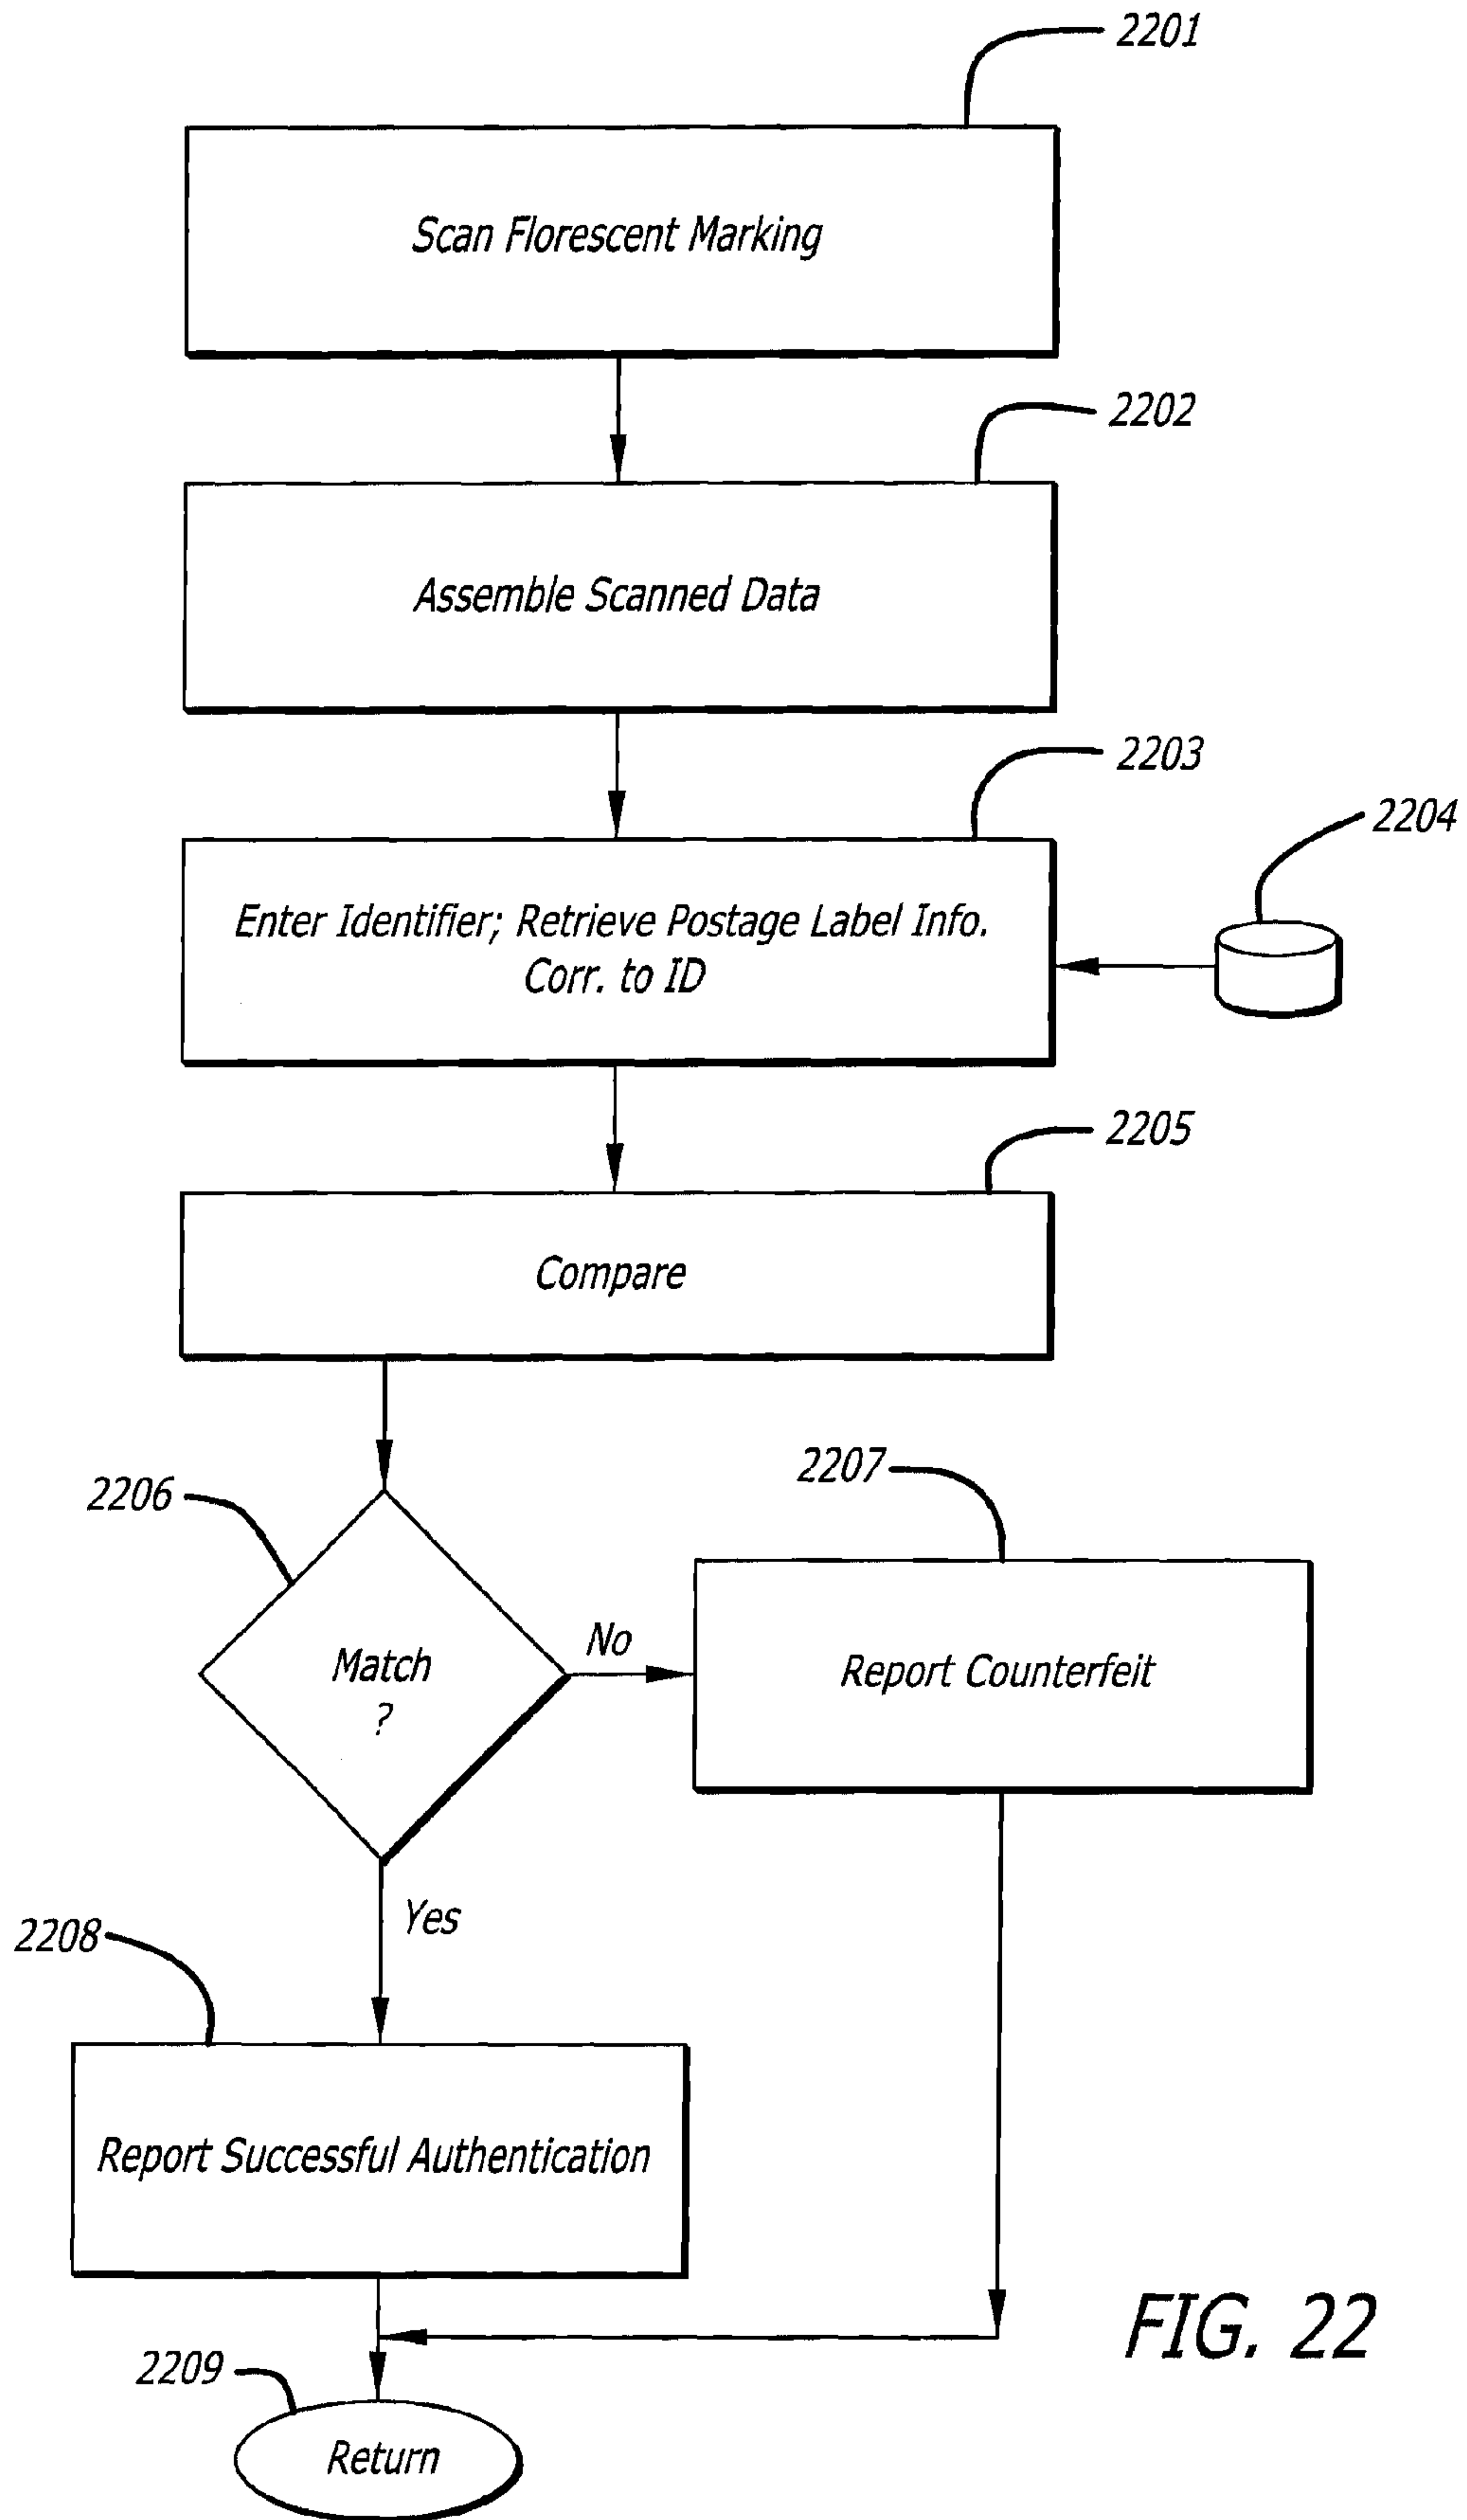 2201
Scan Florescent Marking
2202
Assemble Scanned Data
2203
2204
Enter Identifier; Retrieve Postage Label Info.
Corr. to ID
2205
Compare
2206
2207
Match
?
No
Report Counterfeit
Yes
2208
Report Successful Authentication
2209
Return
FIG. 22